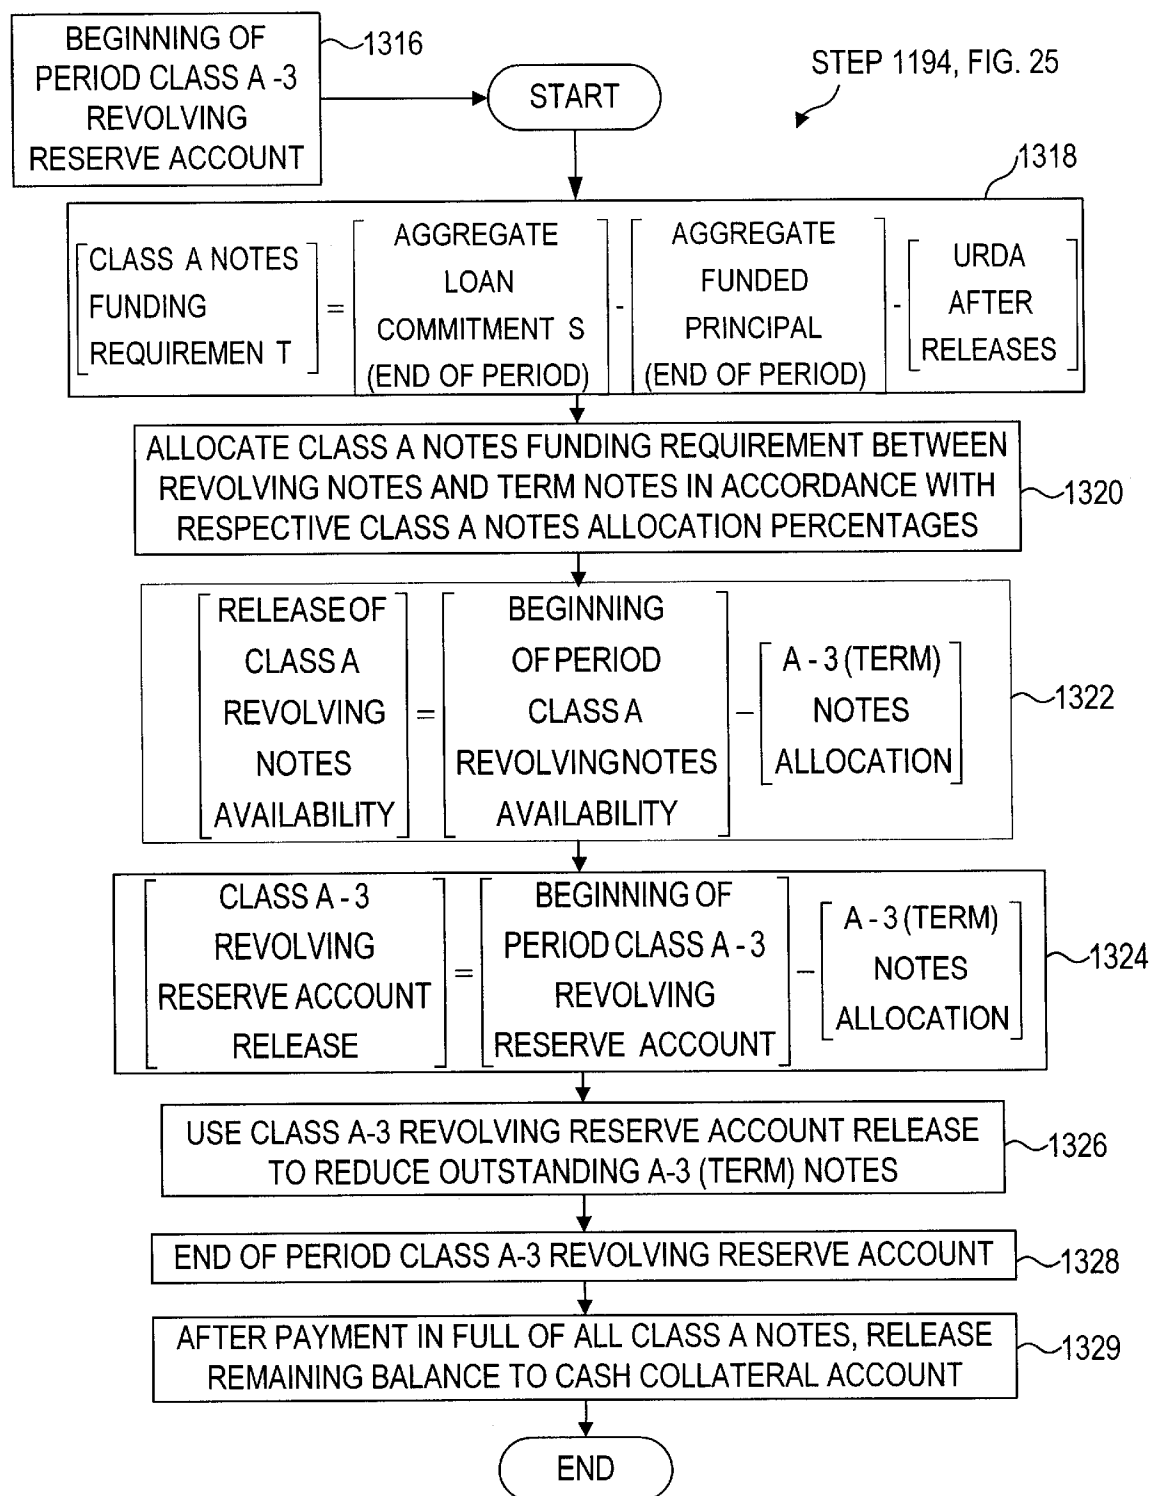 BEGINNING OF
PERIOD CLASS A -3
REVOLVING
RESERVE ACCOUNT
1316
START
STEP 1194, FIG. 25
1318
CLASS A NOTES
FUNDING
REQUIREMEN T
=
AGGREGATE
LOAN
COMMITMENT S
(END OF PERIOD)
-
AGGREGATE
FUNDED
PRINCIPAL
(END OF PERIOD)
-
URDA
AFTER
RELEASES
ALLOCATE CLASS A NOTES FUNDING REQUIREMENT BETWEEN
REVOLVING NOTES AND TERM NOTES IN ACCORDANCE WITH
RESPECTIVE CLASS A NOTES ALLOCATION PERCENTAGES
1320
RELEASE OF
CLASS A
REVOLVING
NOTES
AVAILABILITY
=
BEGINNING
OF PERIOD
CLASS A
REVOLVING NOTES
AVAILABILITY
-
A - 3 (TERM)
NOTES
ALLOCATION
1322
CLASS A - 3
REVOLVING
RESERVE ACCOUNT
RELEASE
=
BEGINNING OF
PERIOD CLASS A - 3
REVOLVING
RESERVE ACCOUNT
-
A - 3 (TERM)
NOTES
ALLOCATION
1324
USE CLASS A-3 REVOLVING RESERVE ACCOUNT RELEASE
TO REDUCE OUTSTANDING A-3 (TERM) NOTES
1326
END OF PERIOD CLASS A-3 REVOLVING RESERVE ACCOUNT
1328
AFTER PAYMENT IN FULL OF ALL CLASS A NOTES, RELEASE
REMAINING BALANCE TO CASH COLLATERAL ACCOUNT
1329
END